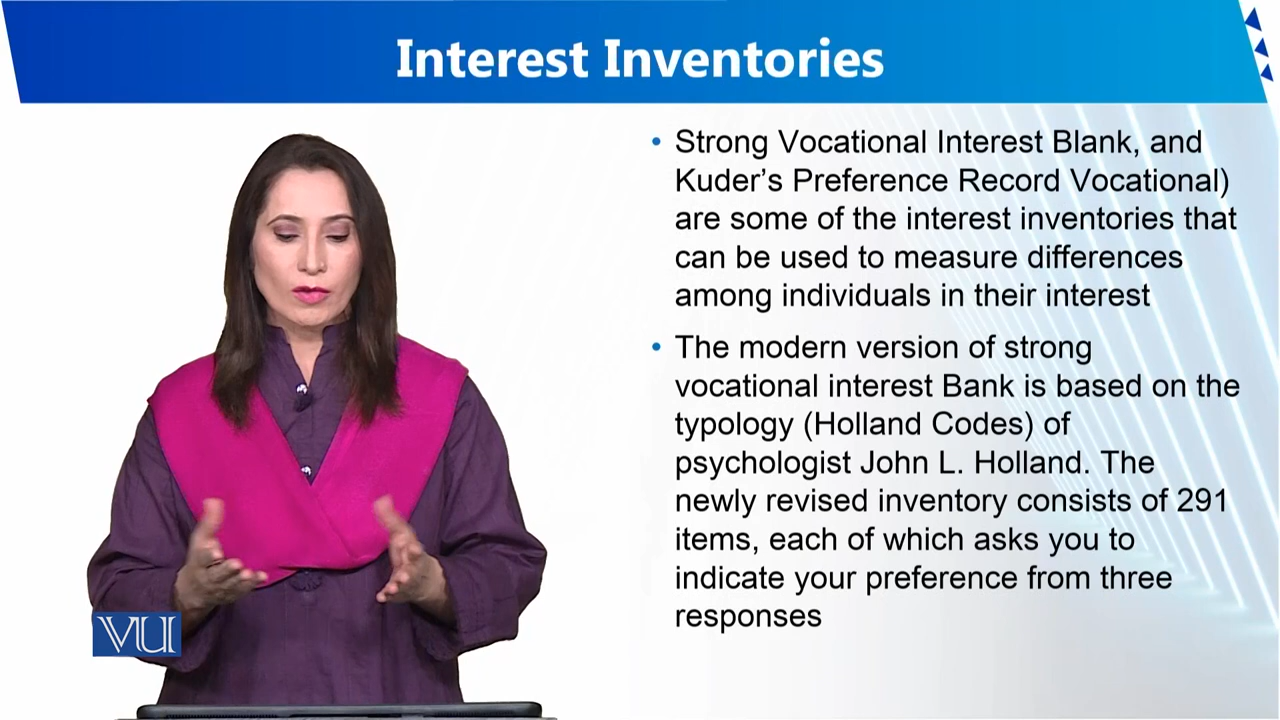 Interest Inventories
• Strong Vocational Interest Blank, and
Kuder’s Preference Record Vocational)
are some of the interest inventories that
can be used to measure differences
among individuals in their interest
• The modern version of strong
vocational interest Bank is based on the
typology (Holland Codes) of
psychologist John L. Holland. The
newly revised inventory consists of 291
items, each of which asks you to
indicate your preference from three
responses
VU